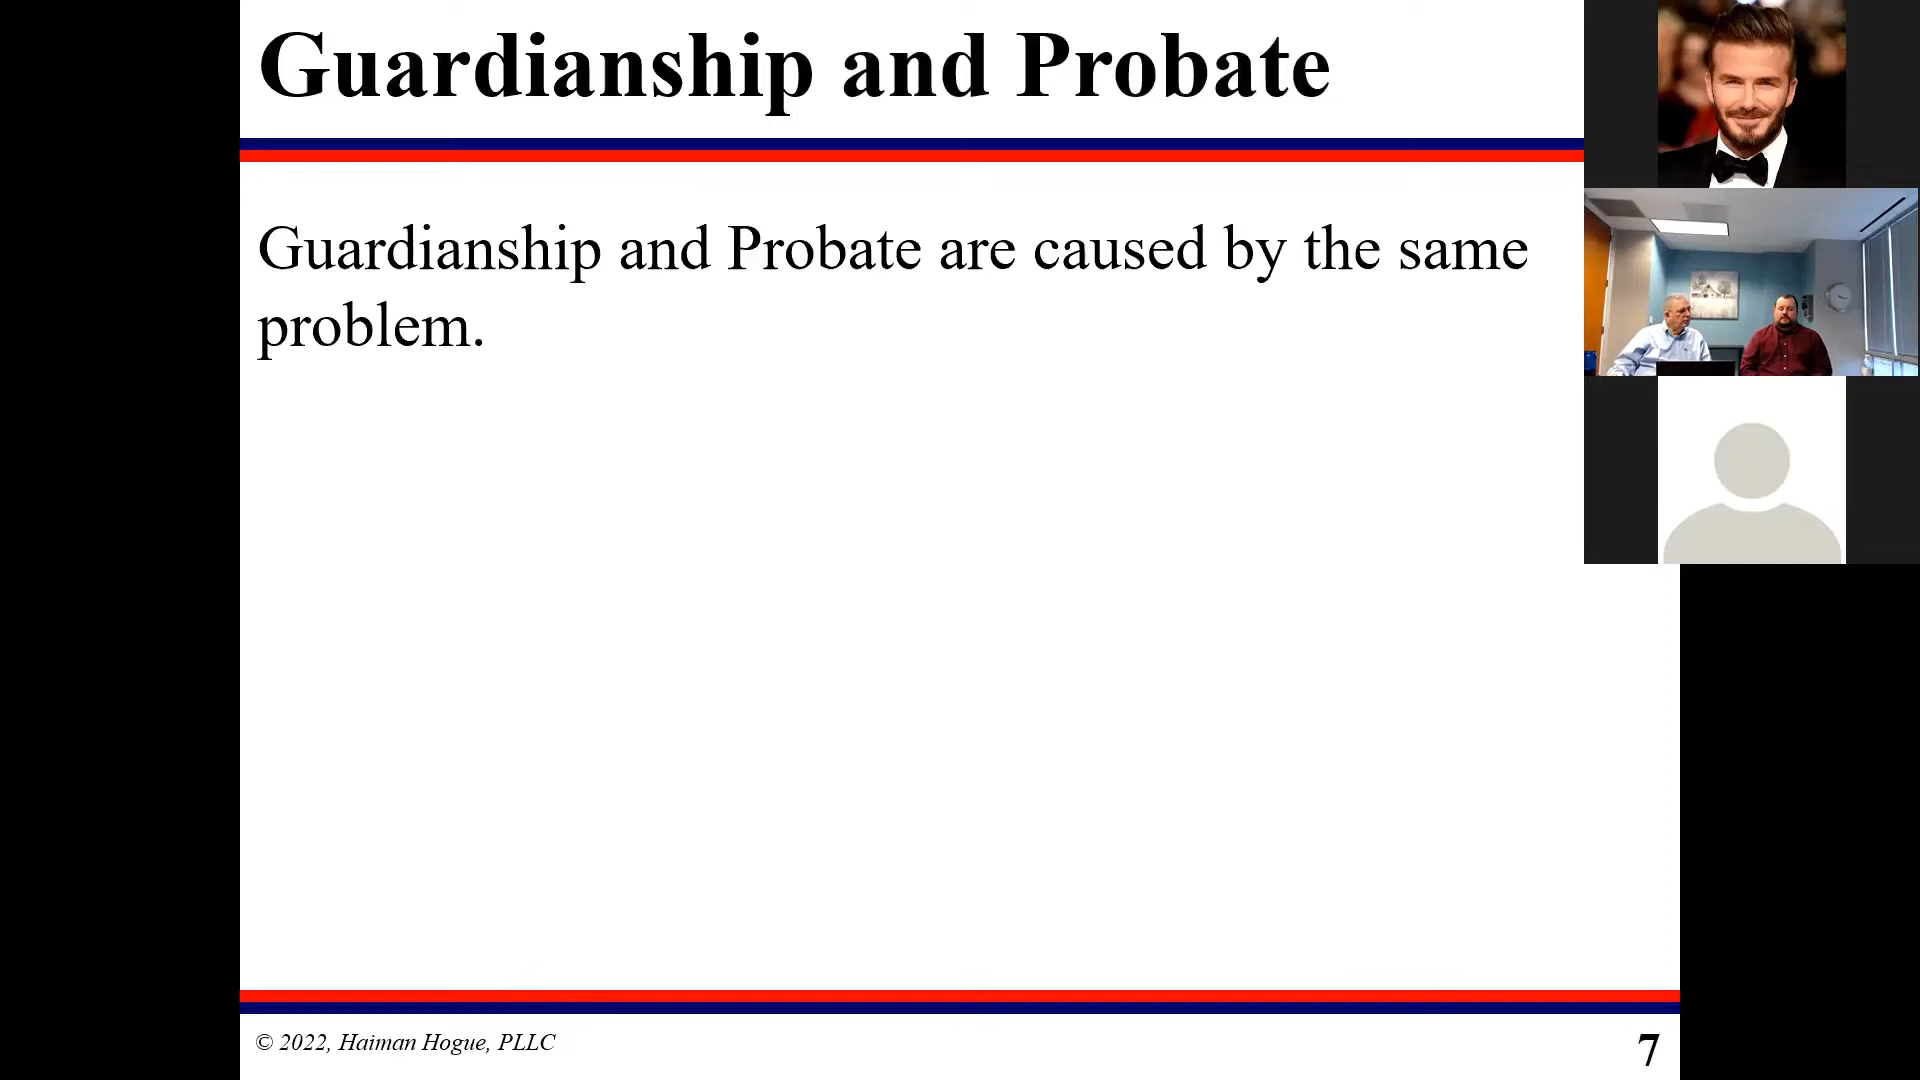 Guardianship and Probate
Guardianship and Probate are caused by the same
problem.
© 2022, Haiman Hogue, PLLC
7